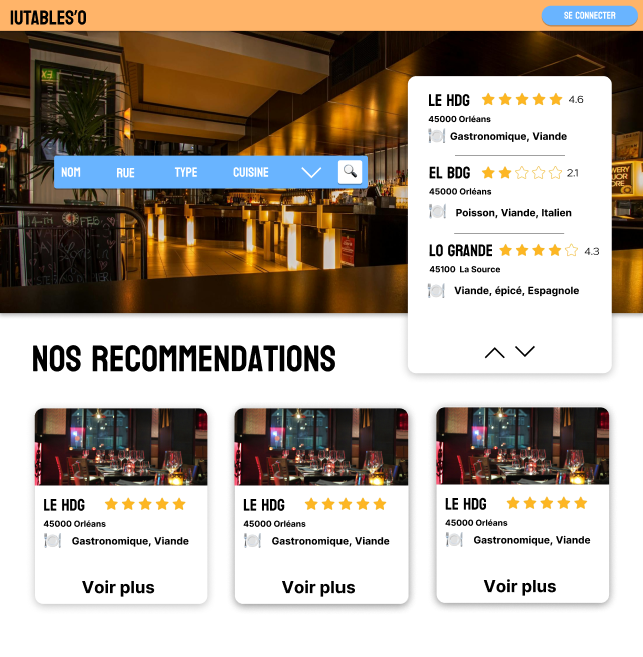 IUTABLES'O
SE CONNECTER
NOM RUE TYPE CUISINE
LE HDG 4.6
45000 Orléans
Gastronomique, Viande
EL BDG 2.1
45000 Orléans
Poisson, Viande, Italien
LO GRANDE 4.3
45100 La Source
Viande, épicé, Espagnole
NOS RECOMMENDATIONS
LE HDG
45000 Orléans
Gastronomique, Viande
Voir plus
LE HDG
45000 Orléans
Gastronomique, Viande
Voir plus
LE HDG
45000 Orléans
Gastronomique, Viande
Voir plus